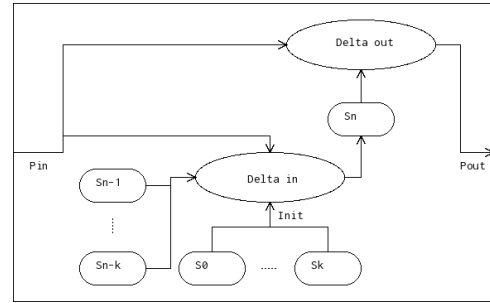 Delta out
Sn
Pin
Pout
Sn-1
Delta in
Init
Sn-k
S0
.....
Sk